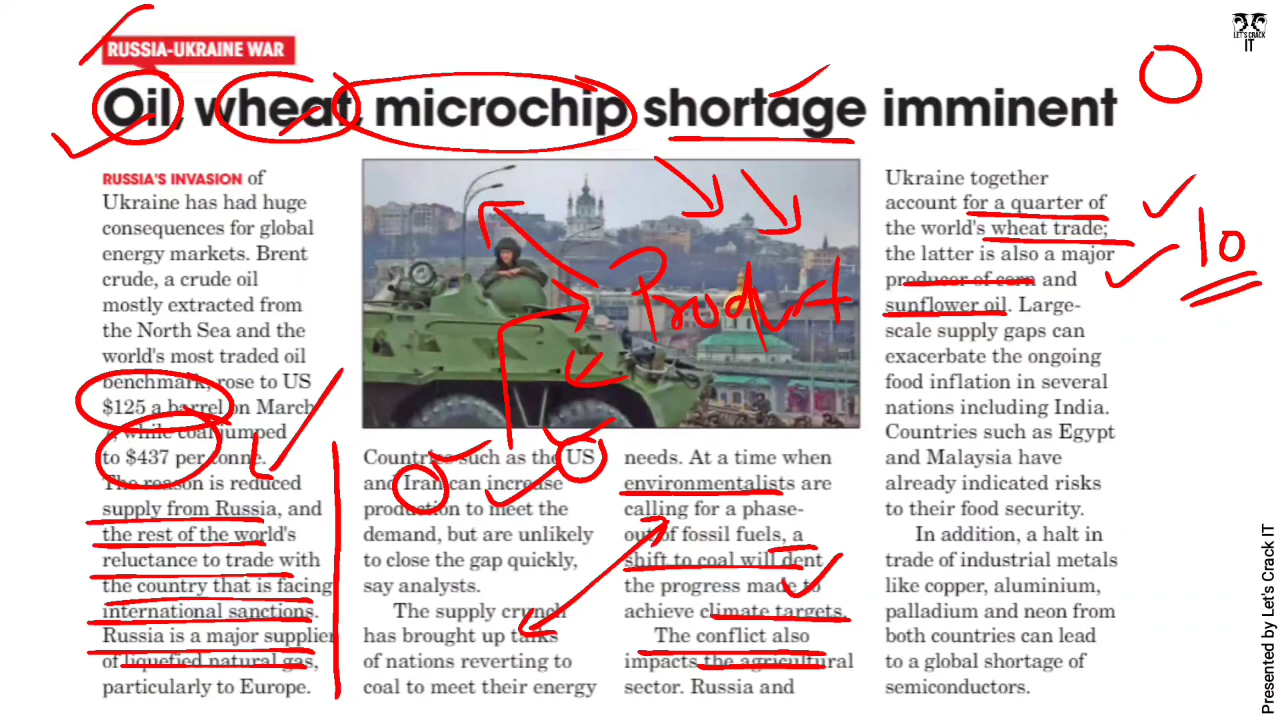 LET'S CRACK
IT
RUSSIA-UKRAINE WAR
Oil, wheat, microchip shortage imminent
RUSSIA'S INVASION of
Ukraine has had huge
consequences for global
energy markets. Brent
crude, a crude oil
mostly extracted from
the North Sea and the
world's most traded oil
benchmark, rose to US
$125 a barrel on March
while coal jumped
to $437 per tonne.
The reason is reduced
supply from Russia, and
the rest of the world's
reluctance to trade with
the country that is facing
international sanctions.
Russia is a major supplier
of liquefied natural gas,
particularly to Europe.
Countries such as the US
and Iran can increase
production to meet the
demand, but are unlikely
to close the gap quickly,
say analysts.
The supply crunch
has brought up talks
of nations reverting to
coal to meet their energy
needs. At a time when
environmentalists are
calling for a phase-
out of fossil fuels, a
shift to coal will dent
the progress made to
achieve climate targets.
The conflict also
impacts the agricultural
sector. Russia and
Ukraine together
account for a quarter of
the world's wheat trade;
the latter is also a major
producer of corn and
sunflower oil. Large-
scale supply gaps can
exacerbate the ongoing
food inflation in several
nations including India.
Countries such as Egypt
and Malaysia have
already indicated risks
to their food security.
In addition, a halt in
trade of industrial metals
like copper, aluminium,
palladium and neon from
both countries can lead
to a global shortage of
semiconductors.
Product
10
Presented by Let's Crack IT